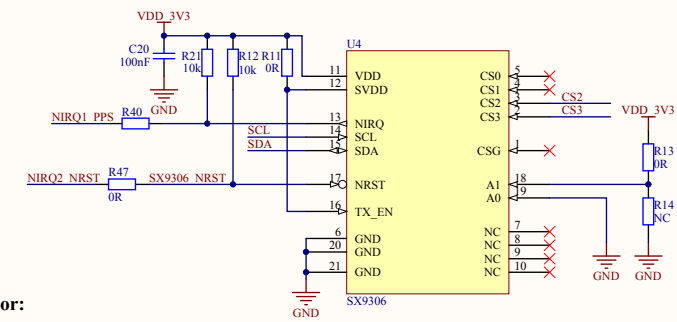 VDD_3V3
U4
C20
100nF
R21
10k
R12
10k
R11
0R
11 VDD
12 SVDD
CS0 5
CS1 4
CS2 3 CS2
CS3 2 CS3
VDD_3V3
GND
NIRQ1_PPS R40
13 NIRQ
SCL 14 SCL
SDA 15 SDA
CSG 1
R13
0R
NIRQ2_NRST R47 SX9306_NRST 17 NRST
0R
A1 18
A0 19
R14
NC
16 TX_EN
NC 7
6 GND
NC 8
20 GND
NC 9
21 GND
NC 10
GND
GND
SX9306
or:
GND